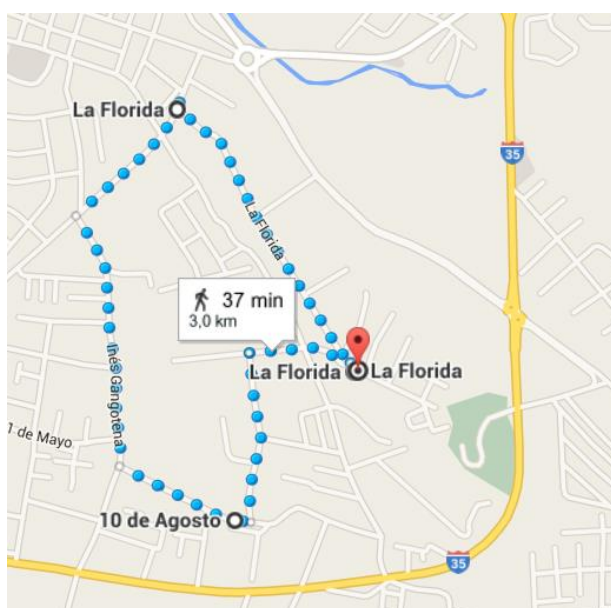 La Florida
35
La Florida
37 min
3,0 km
La Florida
La Florida
Inés Gangotena
1 de Mayo
10 de Agosto
35